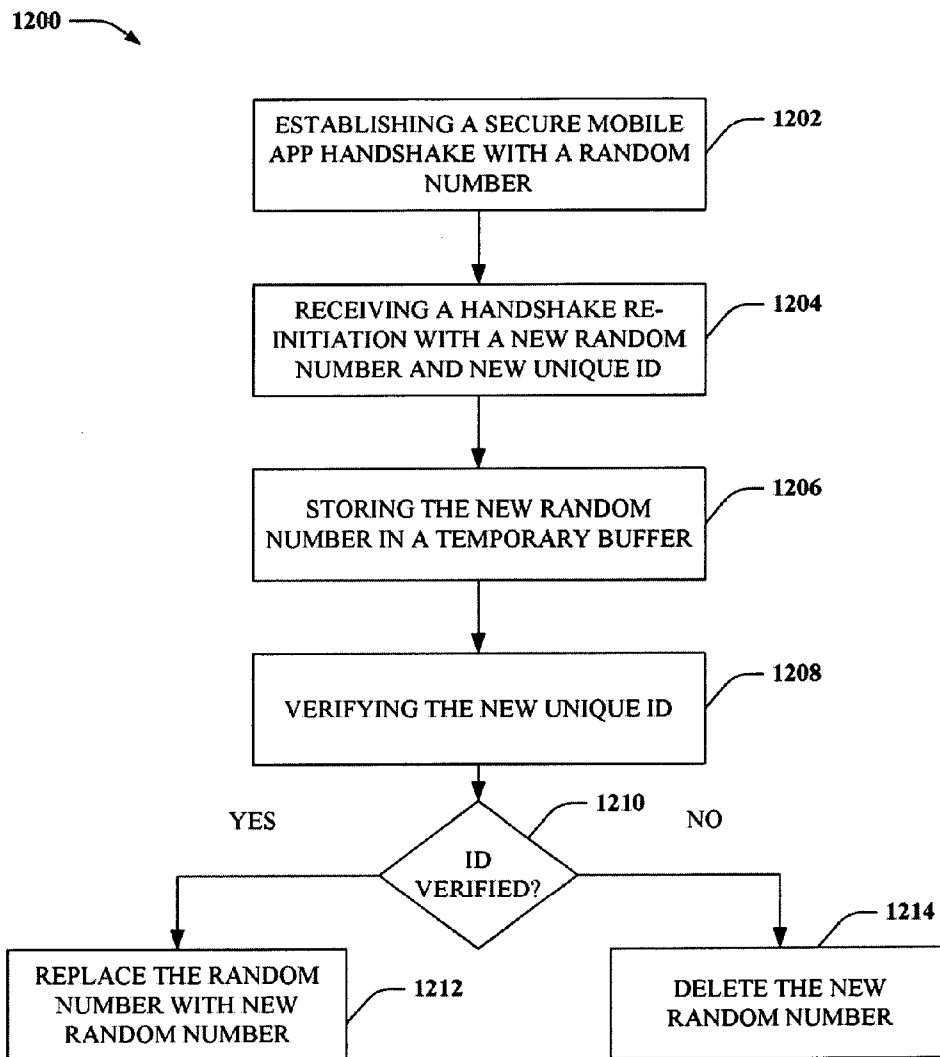 1200
ESTABLISHING A SECURE MOBILE
APP HANDSHAKE WITH A RANDOM
NUMBER
1202
RECEIVING A HANDSHAKE RE-
INITIATION WITH A NEW RANDOM
NUMBER AND NEW UNIQUE ID
1204
STORING THE NEW RANDOM
NUMBER IN A TEMPORARY BUFFER
1206
VERIFYING THE NEW UNIQUE ID
1208
YES
1210
NO
ID
VERIFIED?
REPLACE THE RANDOM
NUMBER WITH NEW
RANDOM NUMBER
1212
1214
DELETE THE NEW
RANDOM NUMBER